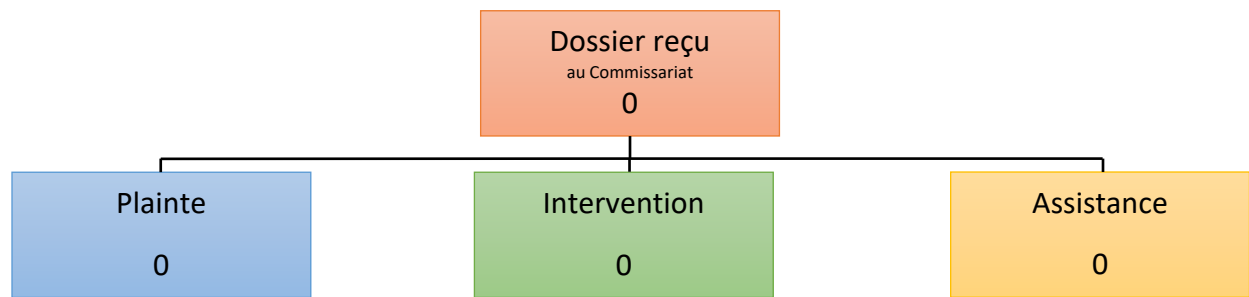 Dossier reçu
au Commissariat
0
Plainte
0
Intervention
0
Assistance
0